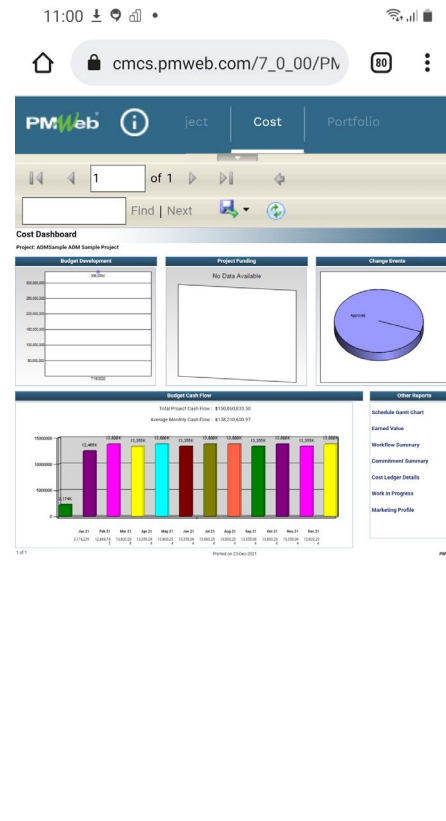 11:00
cmcs.pmweb.com/7_0_00/PM
80
PMWeb
ject
Cost
Portfolio
1
of 1
Find | Next
Cost Dashboard
Project: ADMSample ADM Sample Project
Budget Development
Project Funding
Change Events
No Data Available
Approved
Budget Cash Flow
Total Project Cash Flow : $150,860,833.50
Average Monthly Cash Flow : $138,210,600.97
15000000
10000000
5000000
0
Jan 21 Feb 21 Mar 21 Apr 21 May 21 Jun 21 Jul 21 Aug 21 Sep 21 Oct 21 Nov 21 Dec 21
Other Reports
Schedule Gantt Chart
Earned Value
Workflow Summary
Commitment Summary
Cost Ledger Details
Work In Progress
Marketing Profile
1 of 1
Printed on 23-Dec-2021